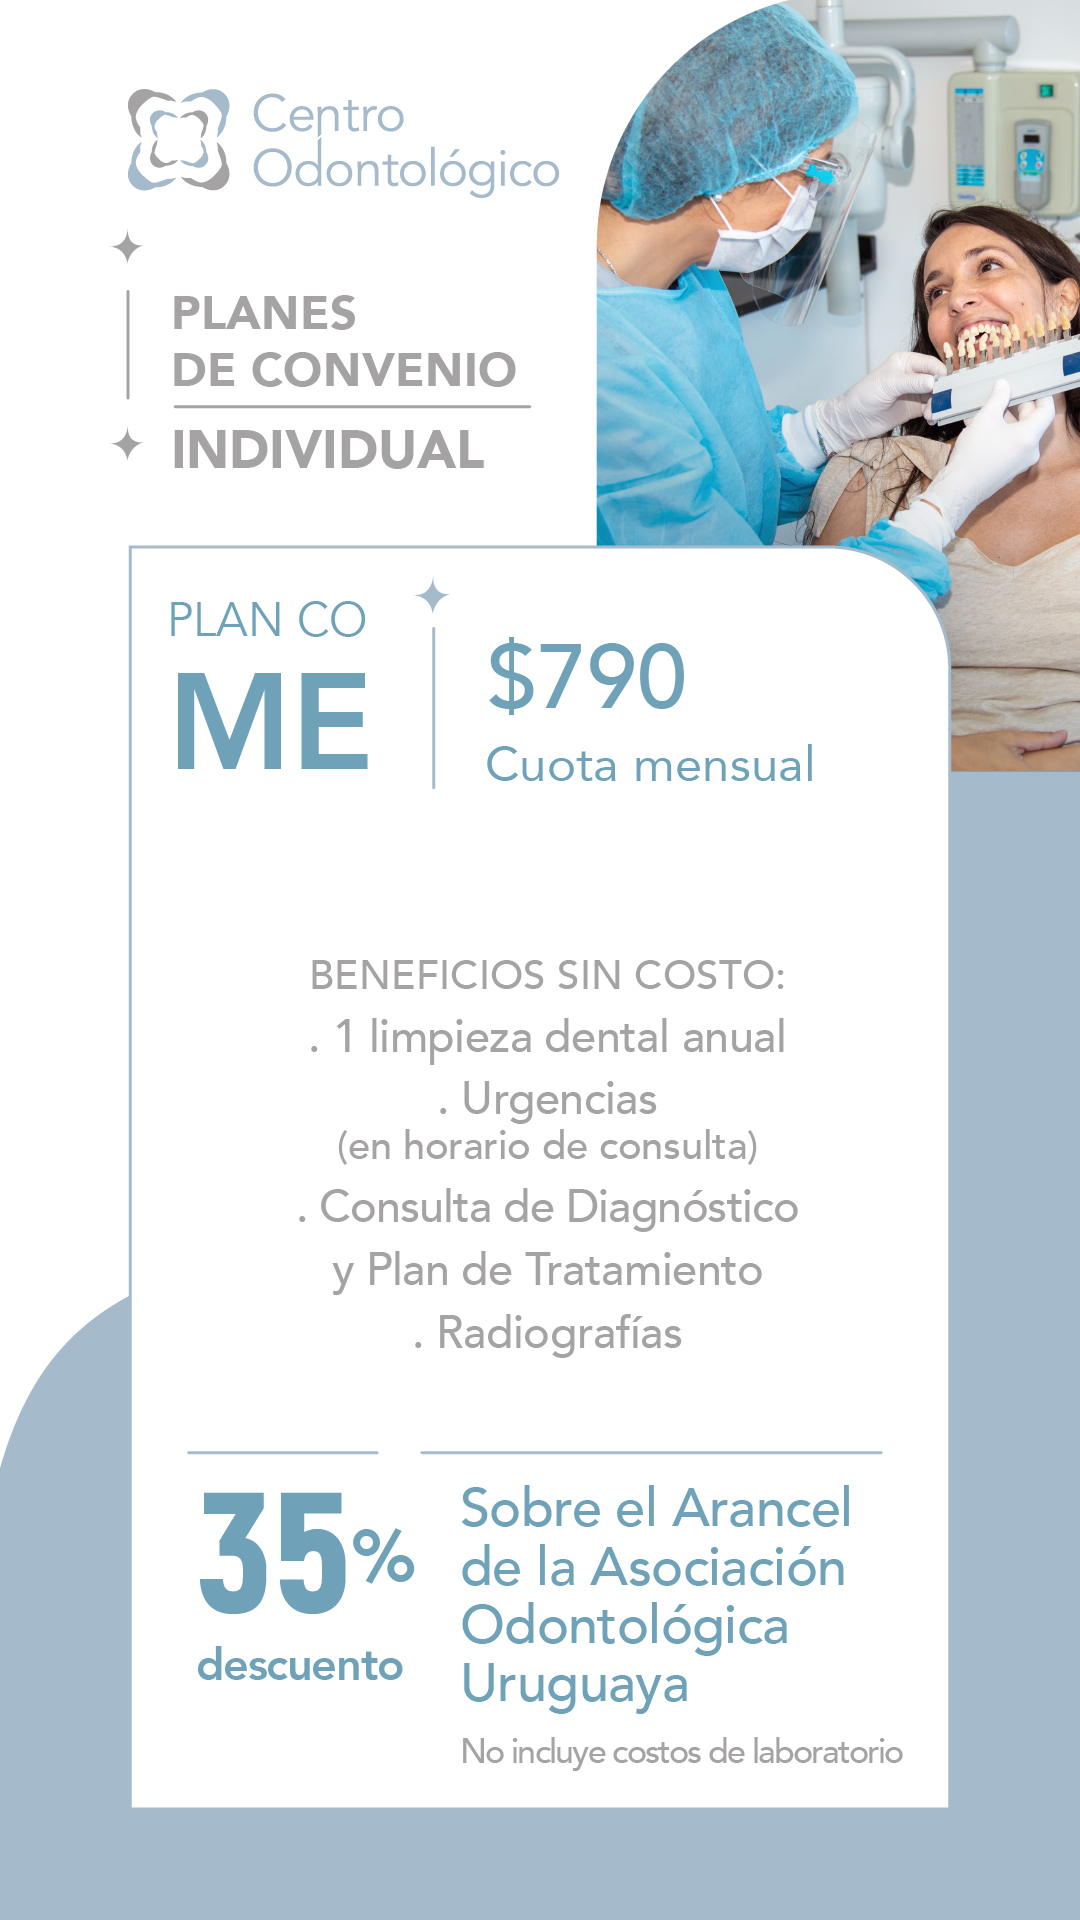 Centro
Odontológico
PLANES
DE CONVENIO
INDIVIDUAL
PLAN CO
ME
$790
Cuota mensual
BENEFICIOS SIN COSTO:
. 1 limpieza dental anual
. Urgencias
(en horario de consulta)
. Consulta de Diagnóstico
y Plan de Tratamiento
. Radiografías
35%
descuento
Sobre el Arancel
de la Asociación
Odontológica
Uruguaya
No incluye costos de laboratorio